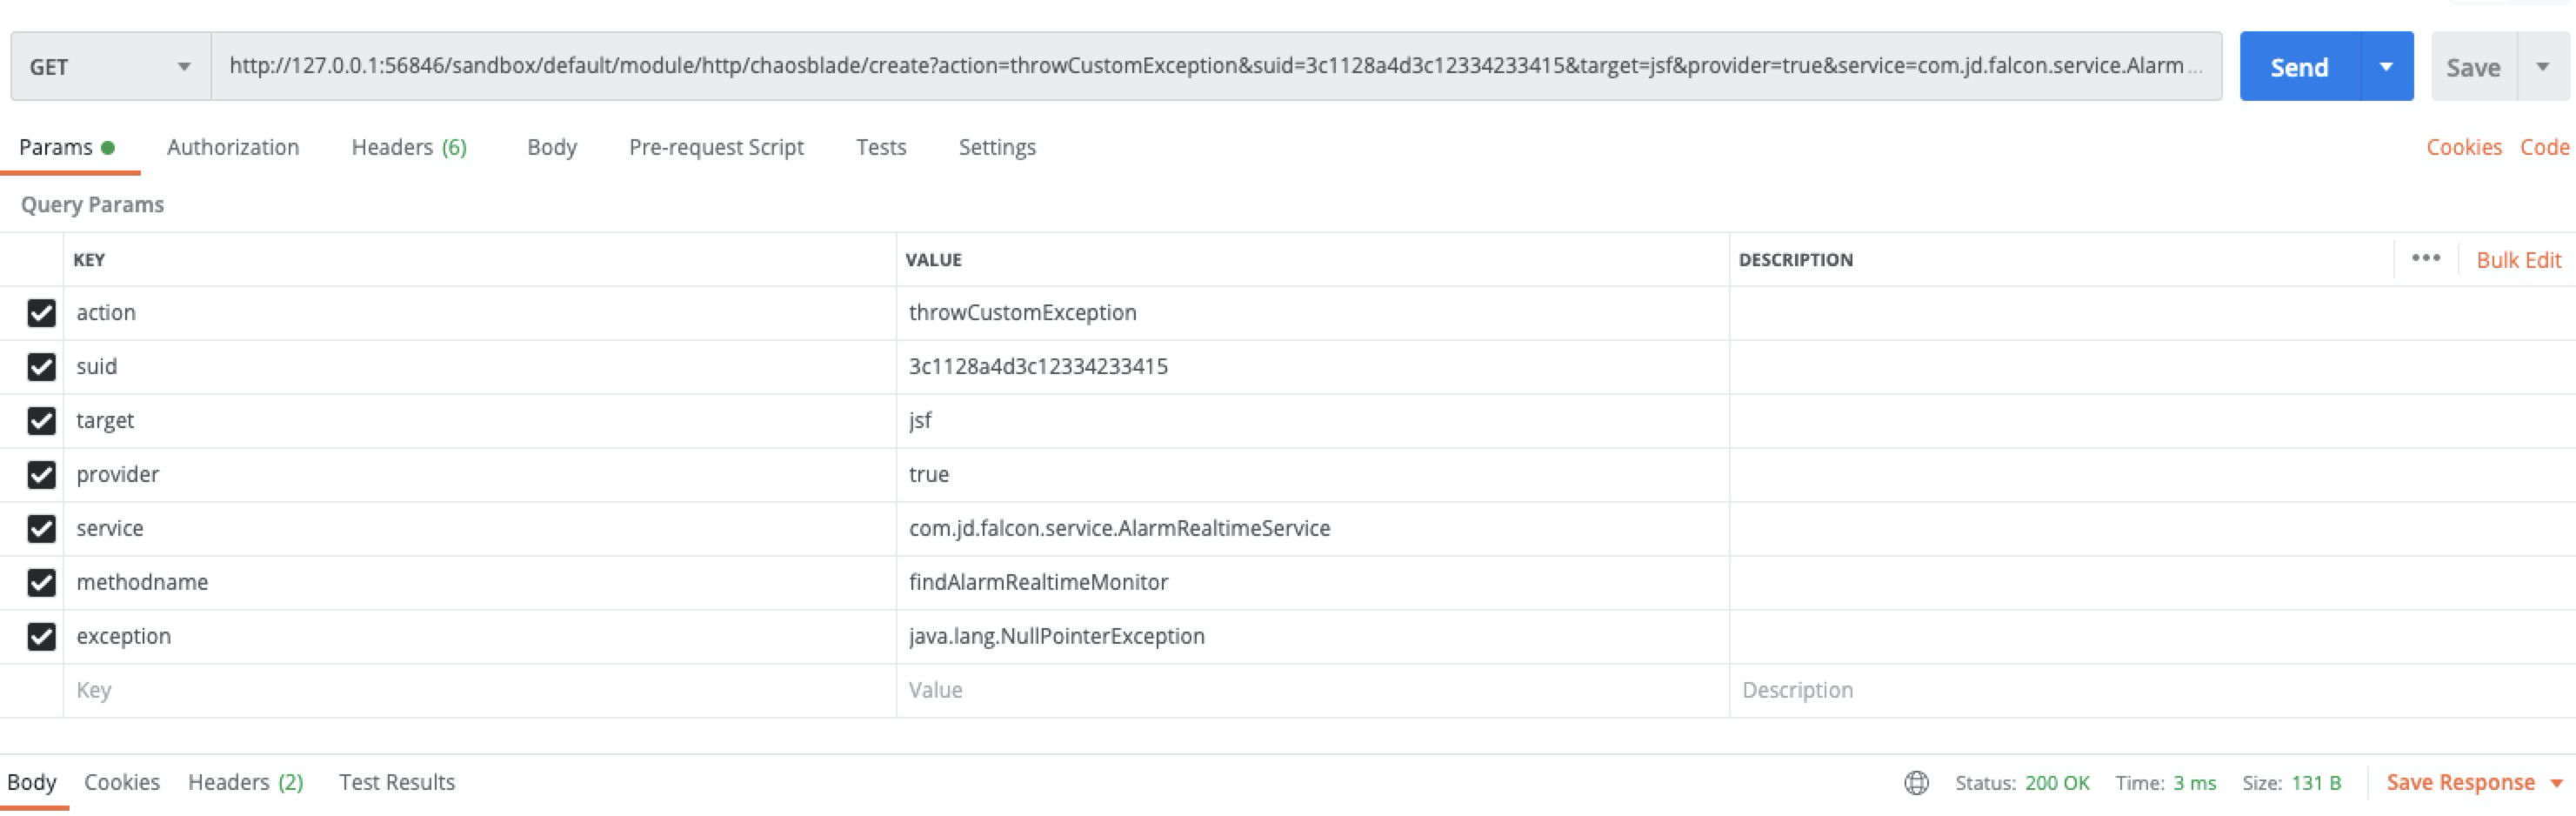 GET http://127.0.0.1:56846/sandbox/default/module/http/chaosblade/create?action=throwCustomException&suid=3c1128a4d3c12334233415&target=jsf&provider=true&service=com.jd.falcon.service.Alarm ... Send Save
Params Authorization Headers (6) Body Pre-request Script Tests Settings Cookies Code
Query Params
KEY VALUE DESCRIPTION ••• Bulk Edit
action throwCustomException
suid 3c1128a4d3c12334233415
target jsf
provider true
service com.jd.falcon.service.AlarmRealtimeService
methodname findAlarmRealtimeMonitor
exception java.lang.NullPointerException
Key Value Description
Body Cookies Headers (2) Test Results Status: 200 OK Time: 3 ms Size: 131 B Save Response